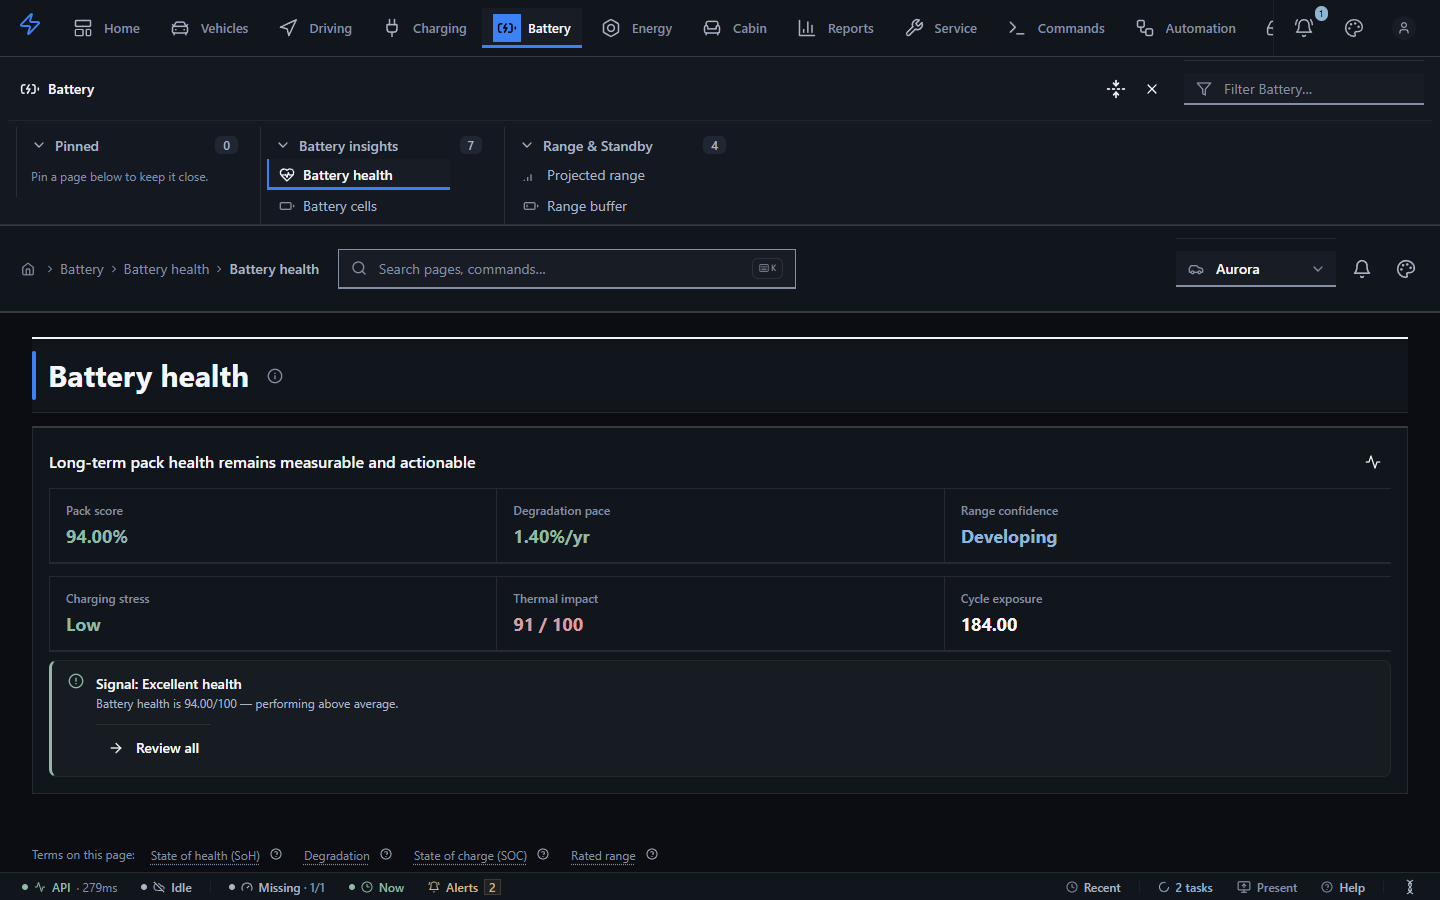 Home
Vehicles
Driving
Charging
Battery
Energy
Cabin
Reports
Service
Commands
Automation
1
Battery
Filter Battery...
Pinned
0
Pin a page below to keep it close.
Battery insights
7
Battery health
Battery cells
Range & Standby
4
Projected range
Range buffer
Battery
Battery health
Battery health
Search pages, commands...
K
Aurora
Battery health
Long-term pack health remains measurable and actionable
Pack score
94.00%
Degradation pace
1.40%/yr
Range confidence
Developing
Charging stress
Low
Thermal impact
91 / 100
Cycle exposure
184.00
Signal: Excellent health
Battery health is 94.00/100 — performing above average.
Review all
Terms on this page:
State of health (SoH)
Degradation
State of charge (SOC)
Rated range
API · 279ms
Idle
Missing · 1/1
Now
Alerts 2
Recent
2 tasks
Present
Help